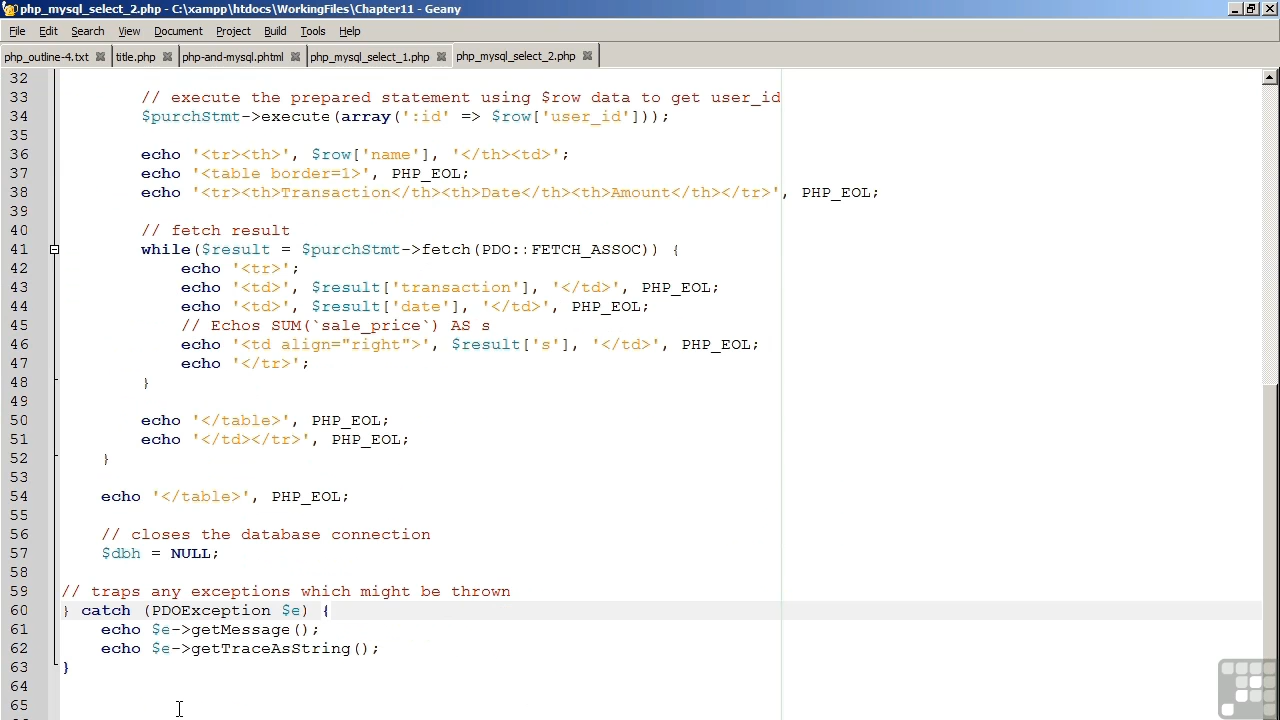 php_mysql_select_2.php - C:\xampp\htdocs\WorkingFiles\Chapter11 - Geany
File Edit Search View Document Project Build Tools Help
php_outline-4.txt title.php php-and-mysql.phtml php_mysql_select_1.php php_mysql_select_2.php
32
33 // execute the prepared statement using $row data to get user_id
34 $purchStmt->execute(array(':id' => $row['user_id']));
35
36 echo '<tr><th>', $row['name'], '</th><td>';
37 echo '<table border=1>', PHP_EOL;
38 echo '<tr><th>Transaction</th><th>Date</th><th>Amount</th></tr>', PHP_EOL;
39
40 // fetch result
41 while($result = $purchStmt->fetch(PDO::FETCH_ASSOC)) {
42 echo '<tr>';
43 echo '<td>', $result['transaction'], '</td>', PHP_EOL;
44 echo '<td>', $result['date'], '</td>', PHP_EOL;
45 // Echos SUM(`sale_price`) AS s
46 echo '<td align="right">', $result['s'], '</td>', PHP_EOL;
47 echo '</tr>';
48 }
49
50 echo '</table>', PHP_EOL;
51 echo '</td></tr>', PHP_EOL;
52 }
53
54 echo '</table>', PHP_EOL;
55
56 // closes the database connection
57 $dbh = NULL;
58
59 // traps any exceptions which might be thrown
60 } catch (PDOException $e) {
61 echo $e->getMessage();
62 echo $e->getTraceAsString();
63 }
64
65